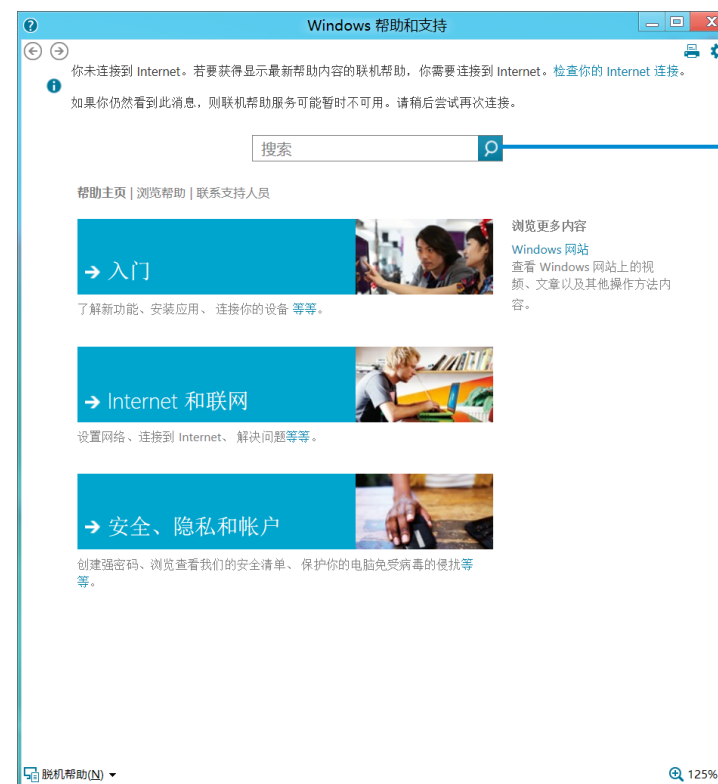 Windows 帮助和支持
你未连接到 Internet。若要获得显示最新帮助内容的联机帮助，你需要连接到 Internet。检查你的 Internet 连接。
如果你仍然看到此消息，则联机帮助服务可能暂时不可用。请稍后尝试再次连接。
搜索
帮助主页 | 浏览帮助 | 联系支持人员
入门
了解新功能、安装应用、 连接你的设备 等等。
Internet 和联网
设置网络、连接到 Internet、 解决问题等等。
安全、隐私和帐户
创建强密码、浏览查看我们的安全清单、 保护你的电脑免受病毒的侵扰等
等。
浏览更多内容
Windows 网站
查看 Windows 网站上的视
频、文章以及其他操作方法内
容。
脱机帮助(N)
125%